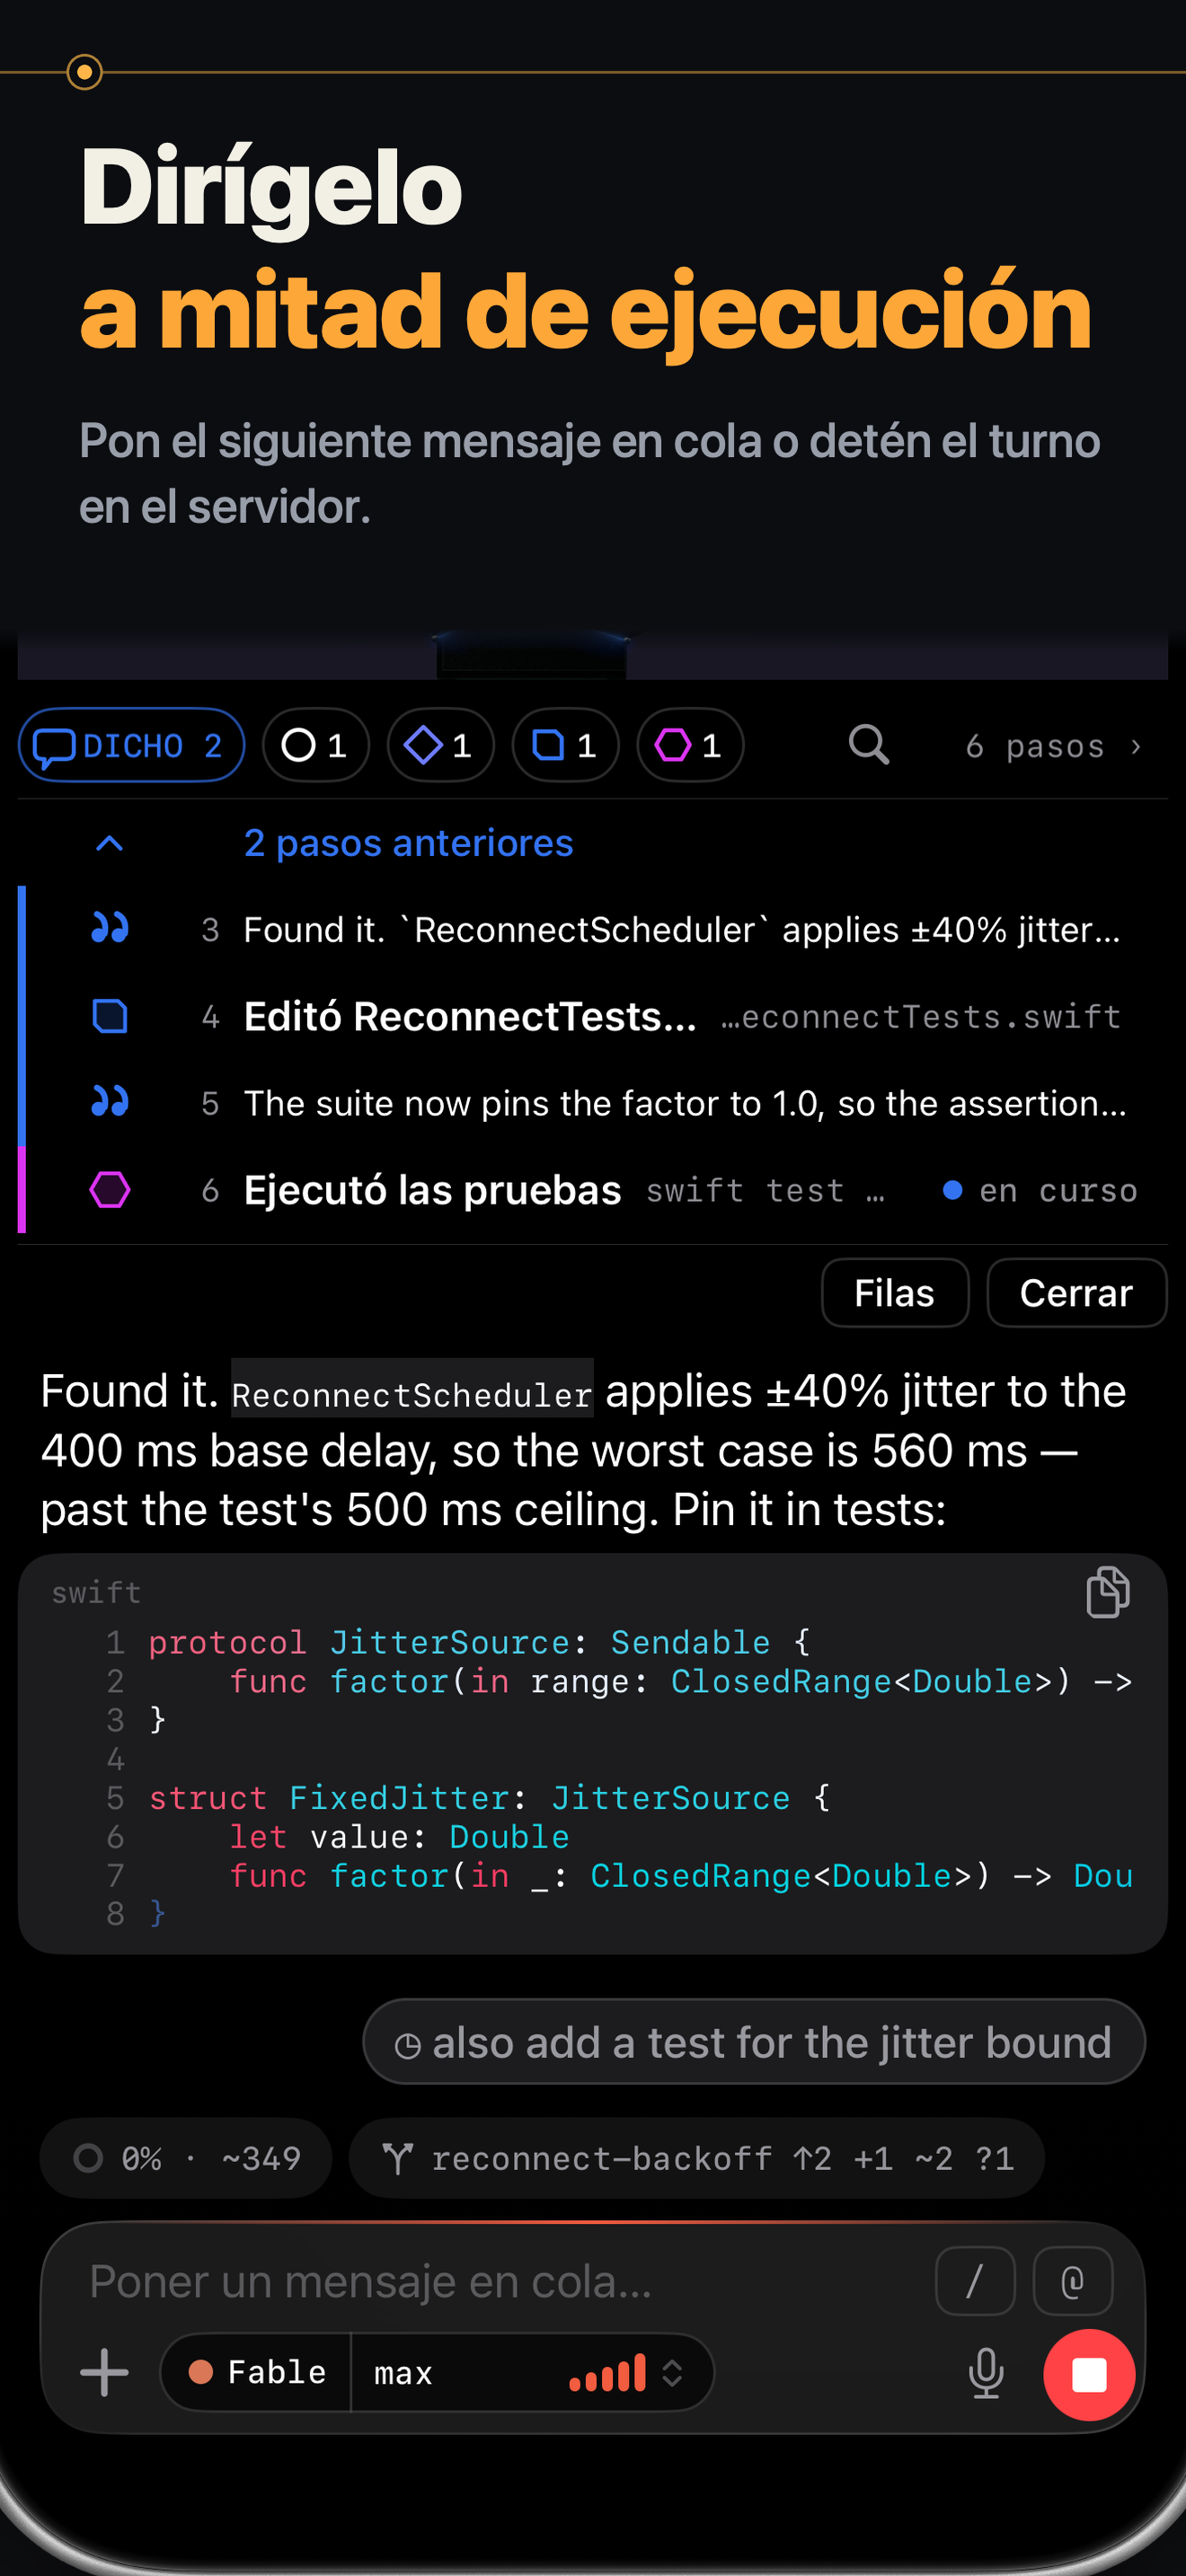 Dirígelo
a mitad de ejecución
Pon el siguiente mensaje en cola o detén el turno
en el servidor.
DICHO 2 1 1 1 1 6 pasos ›
2 pasos anteriores
3 Found it. `ReconnectScheduler` applies ±40% jitter...
4 Editó ReconnectTests... ...econnectTests.swift
5 The suite now pins the factor to 1.0, so the assertion...
6 Ejecutó las pruebas swift test ... en curso
Filas Cerrar
Found it. ReconnectScheduler applies ±40% jitter to the
400 ms base delay, so the worst case is 560 ms —
past the test's 500 ms ceiling. Pin it in tests:
swift
1 protocol JitterSource: Sendable {
2     func factor(in range: ClosedRange<Double>) ->
3 }
4
5 struct FixedJitter: JitterSource {
6     let value: Double
7     func factor(in _: ClosedRange<Double>) -> Dou
8 }
also add a test for the jitter bound
0% · ~349 reconnect-backoff ↑2 +1 ~2 ?1
Poner un mensaje en cola... / @
Fable max